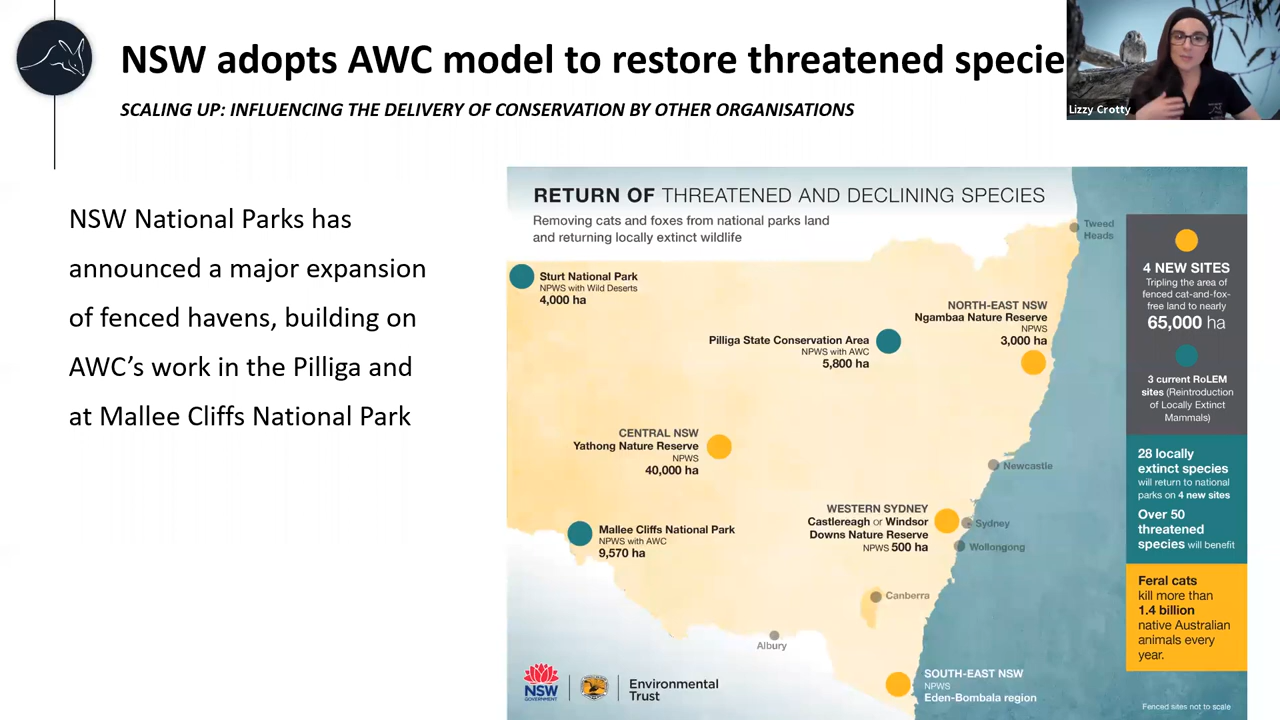 NSW adopts AWC model to restore threatened specie
SCALING UP: INFLUENCING THE DELIVERY OF CONSERVATION BY OTHER ORGANISATIONS
Lizzy Crotty
NSW National Parks has
announced a major expansion
of fenced havens, building on
AWC’s work in the Pilliga and
at Mallee Cliffs National Park
RETURN OF THREATENED AND DECLINING SPECIES
Removing cats and foxes from national parks land
and returning locally extinct wildlife
Tweed
Heads
Sturt National Park
NPWS with Wild Deserts
4,000 ha
NORTH-EAST NSW
Ngambaa Nature Reserve
NPWS
3,000 ha
Pilliga State Conservation Area
NPWS with AWC
5,800 ha
CENTRAL NSW
Yathong Nature Reserve
NPWS
40,000 ha
Newcastle
Mallee Cliffs National Park
NPWS with AWC
9,570 ha
WESTERN SYDNEY
Castlereagh or Windsor
Downs Nature Reserve
NPWS 500 ha
Sydney
Wollongong
Canberra
Albury
SOUTH-EAST NSW
NPWS
Eden-Bombala region
NSW
GOVERNMENT
Environmental
Trust
4 NEW SITES
Tripling the area of
fenced cat-and-fox-
free land to nearly
65,000 ha
3 current RoLEM
sites (Reintroduction
of Locally Extinct
Mammals)
28 locally
extinct species
will return to national
parks on 4 new sites
Over 50
threatened
species will benefit
Feral cats
kill more than
1.4 billion
native Australian
animals every
year.
Fenced sites not to scale